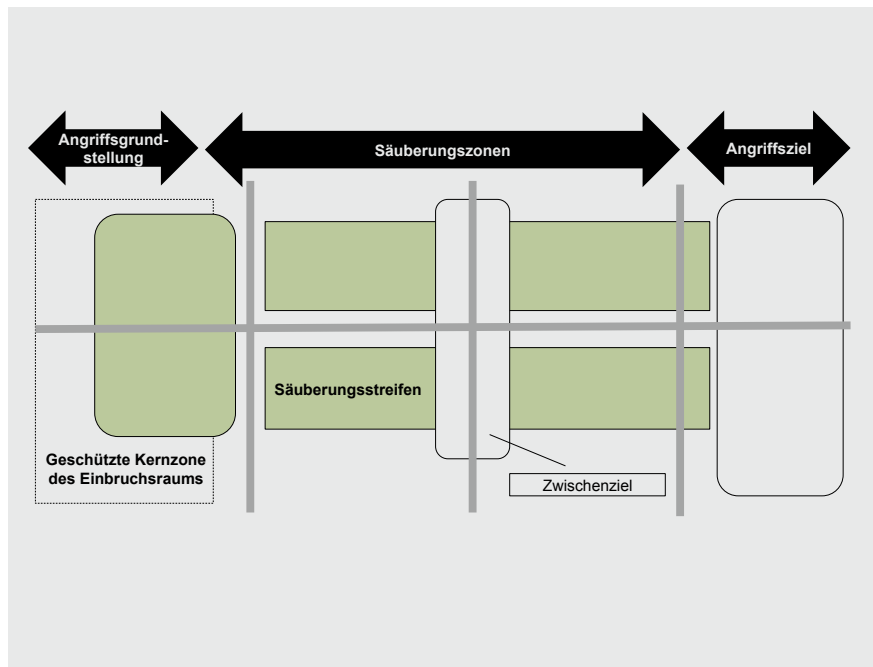 Angriffsgrund-
stellung
Säuberungszonen
Angriffsziel
Säuberungsstreifen
Geschützte Kernzone
des Einbruchsraums
Zwischenziel